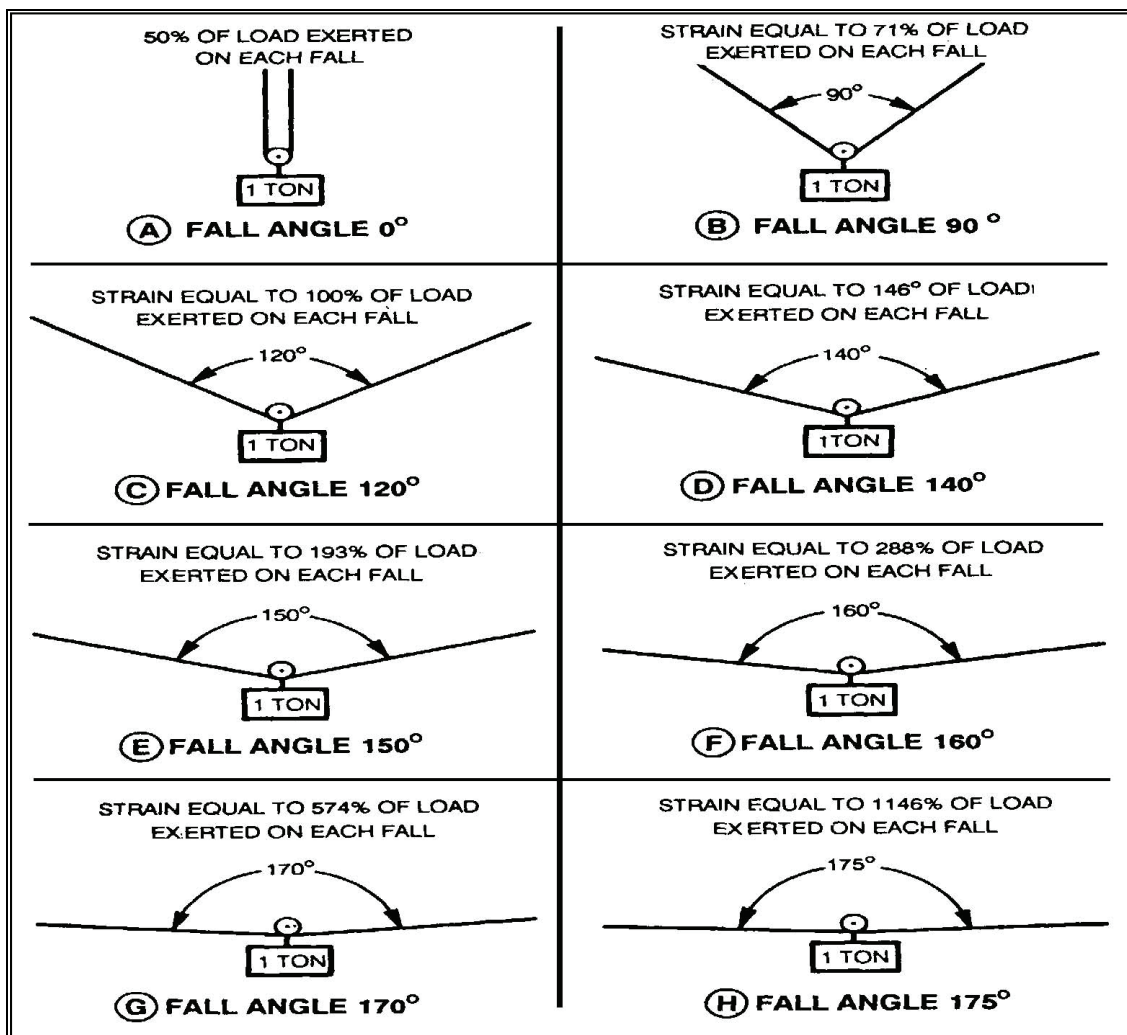 50% OF LOAD EXERTED
ON EACH FALL
1 TON
A FALL ANGLE 0°
STRAIN EQUAL TO 71% OF LOAD
EXERTED ON EACH FALL
90°
1 TON
B FALL ANGLE 90 °
STRAIN EQUAL TO 100% OF LOAD
EXERTED ON EACH FALL
120°
1 TON
C FALL ANGLE 120°
STRAIN EQUAL TO 146° OF LOAD
EXERTED ON EACH FALL
140°
1TON
D FALL ANGLE 140°
STRAIN EQUAL TO 193% OF LOAD
EXERTED ON EACH FALL
150°
1 TON
E FALL ANGLE 150°
STRAIN EQUAL TO 288% OF LOAD
EXERTED ON EACH FALL
160°
1 TON
F FALL ANGLE 160°
STRAIN EQUAL TO 574% OF LOAD
EXERTED ON EACH FALL
170°
1 TON
G FALL ANGLE 170°
STRAIN EQUAL TO 1146% OF LOAD
EXERTED ON EACH FALL
175°
1 TON
H FALL ANGLE 175°